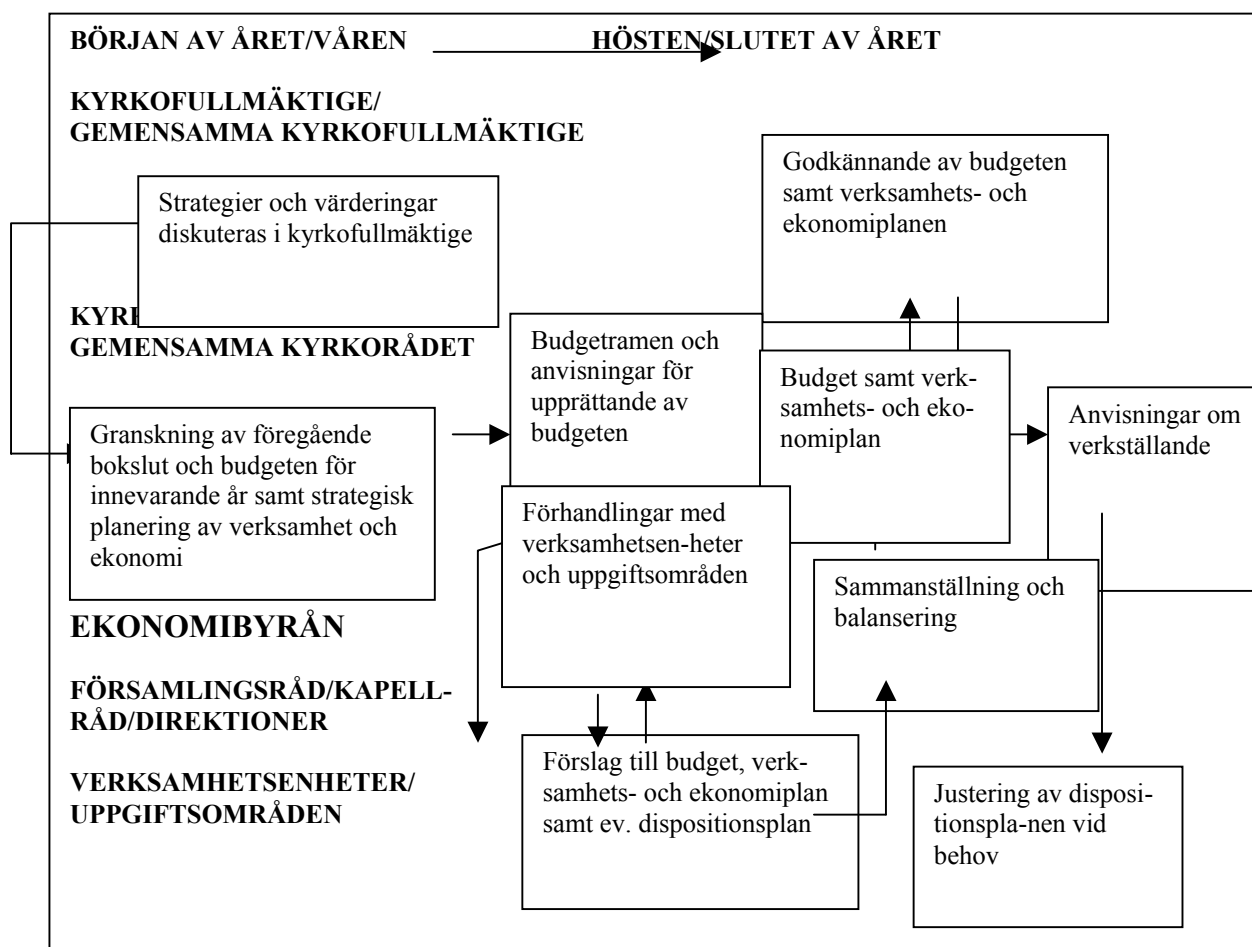 BÖRJAN AV ÅRET/VÅREN
HÖSTEN/SLUTET AV ÅRET
KYRKOFULLMÄKTIGE/
GEMENSAMMA KYRKOFULLMÄKTIGE
Strategier och värderingar
diskuteras i kyrkofullmäktige
Godkännande av budgeten
samt verksamhets- och
ekonomiplanen
GEMENSAMMA KYRKORÅDET
Granskning av föregående
bokslut och budgeten för
innevarande år samt strategisk
planering av verksamhet och
ekonomi
Budgetramen och
anvisningar för
upprättande av
budgeten
Budget samt verk-
samhets- och eko-
nomiplan
Anvisningar om
verkställande
EKONOMIBYRÅN
Förhandlingar med
verksamhetsen-heter
och uppgiftsområden
Sammanställning och
balansering
FÖRSAMLINGSRÅD/KAPELL-
RÅD/DIREKTIONER
VERKSAMHETSENHETER/
UPPGIFTSOMRÅDEN
Förslag till budget, verk-
samhets- och ekonomiplan
samt ev. dispositionsplan
Justering av disposi-
tionspla-nen vid
behov